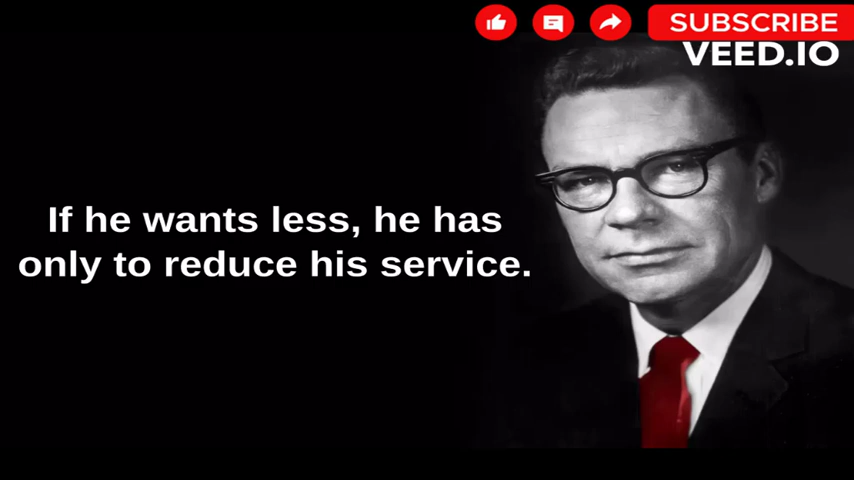 SUBSCRIBE
VEED.IO
If he wants less, he has
only to reduce his service.